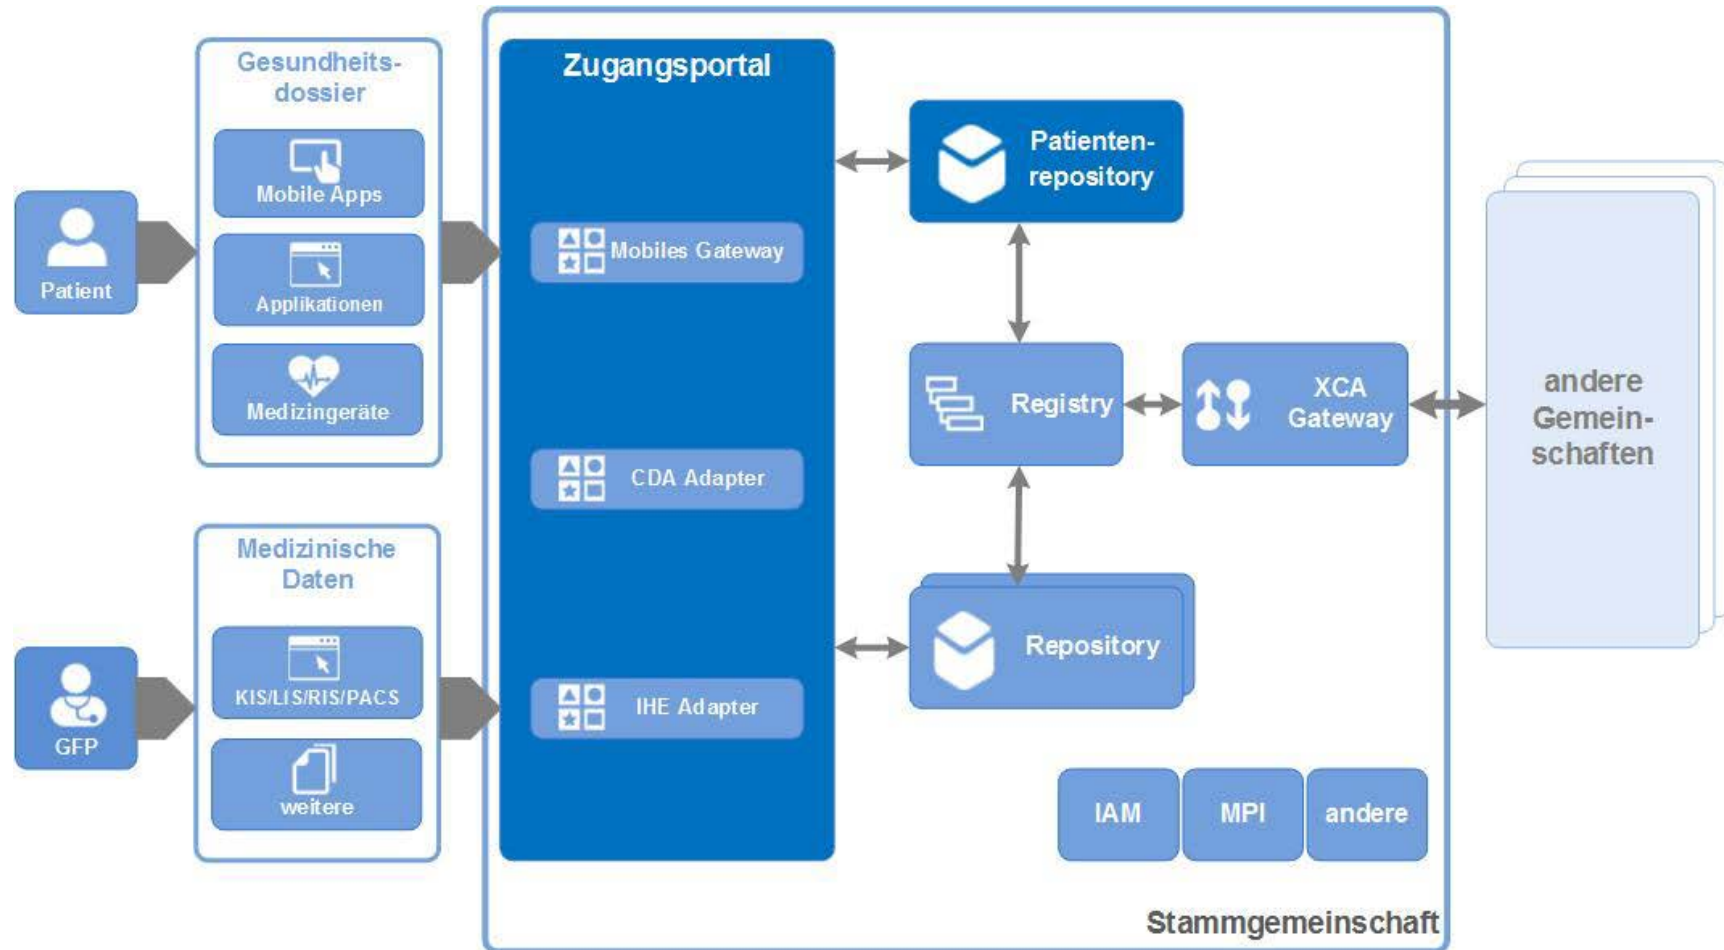 Patient
GFP
Gesundheits-
dossier
Mobile Apps
Applikationen
Medizingeräte
Medizinische
Daten
KIS/LIS/RIS/PACS
weitere
Zugangsportal
Mobiles Gateway
CDA Adapter
IHE Adapter
Patienten-
repository
Registry
XCA
Gateway
Repository
IAM
MPI
andere
Stammgemeinschaft
andere
Gemein-
schaften